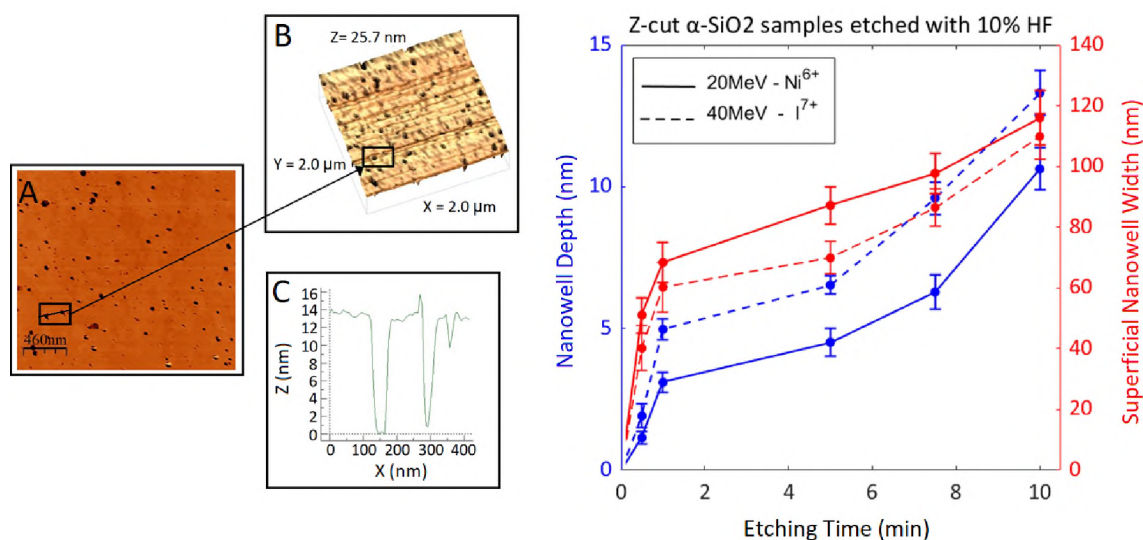 A
460nm
B
Z= 25.7 nm
Y = 2.0 µm
X = 2.0 µm
C
16
14
12
10
8
6
4
2
0
Z (nm)
0 100 200 300 400
X (nm)
Z-cut α-SiO2 samples etched with 10% HF
20MeV - Ni6+
40MeV - I7+
15
10
5
0
Nanowell Depth (nm)
140
120
100
80
60
40
20
0
Superficial Nanowell Width (nm)
0 2 4 6 8 10
Etching Time (min)